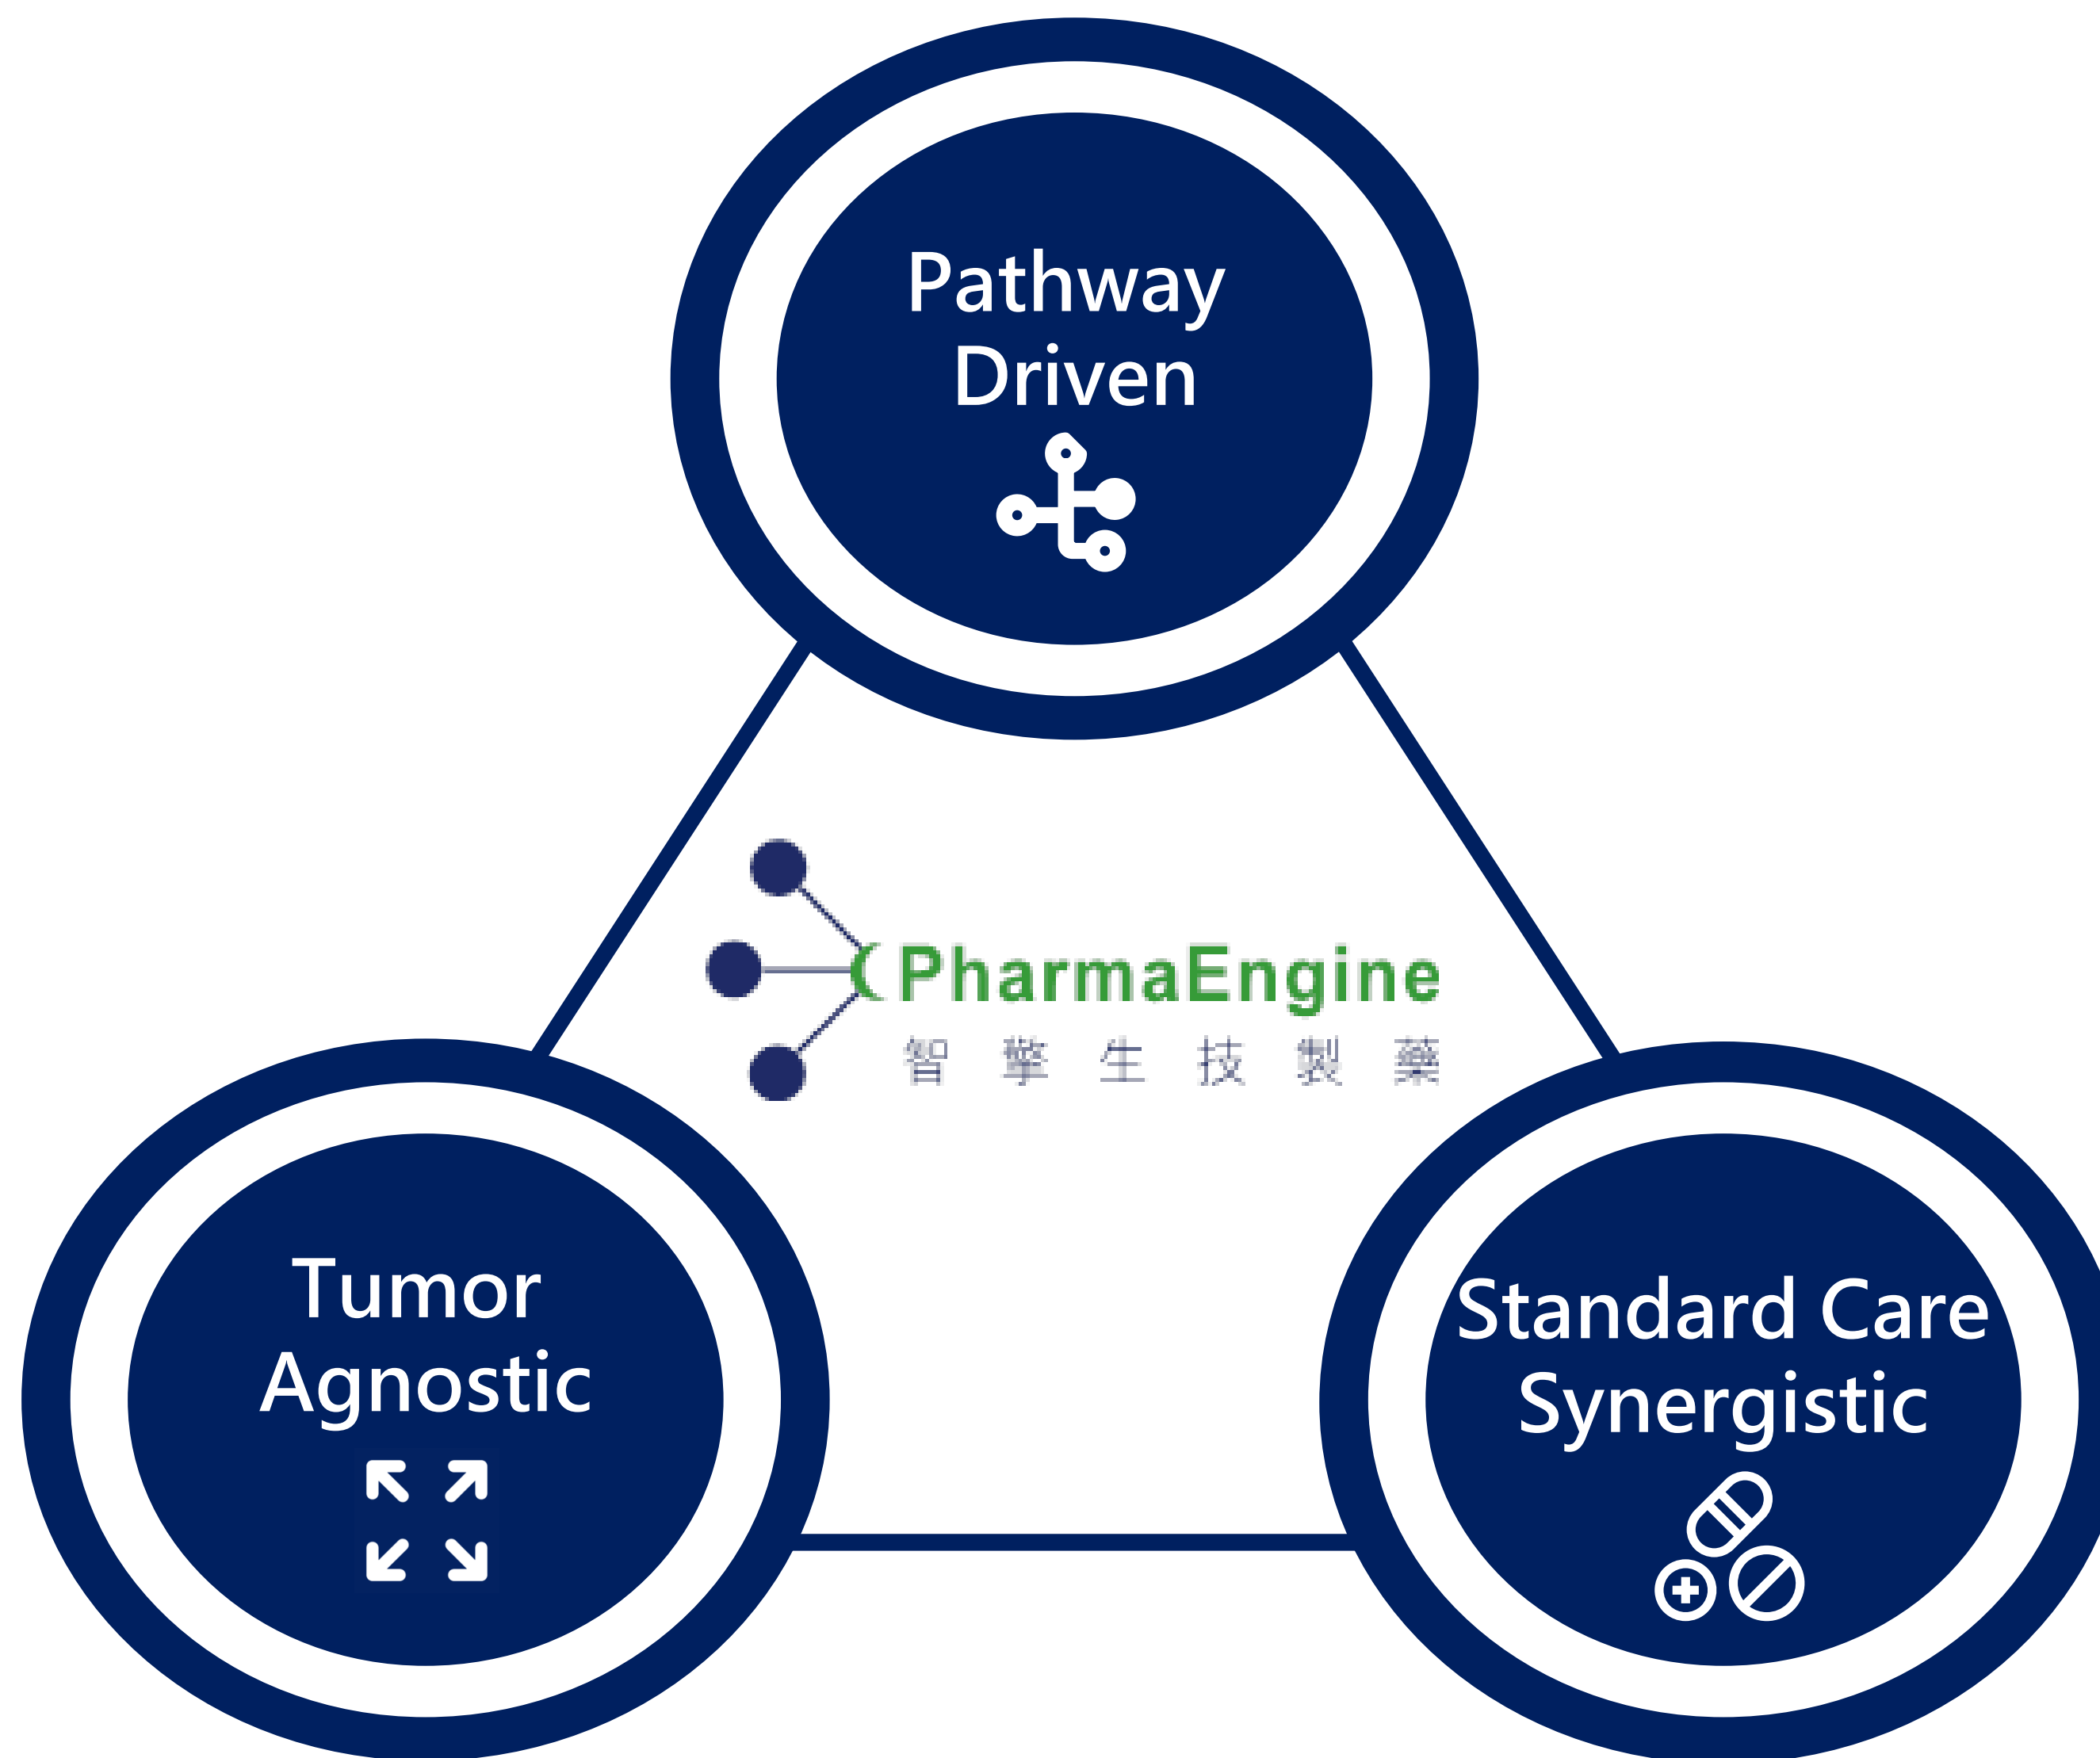 Pathway
Driven
PharmaEngine
智擎生技製藥
Tumor
Agnostic
Standard Care
Synergistic